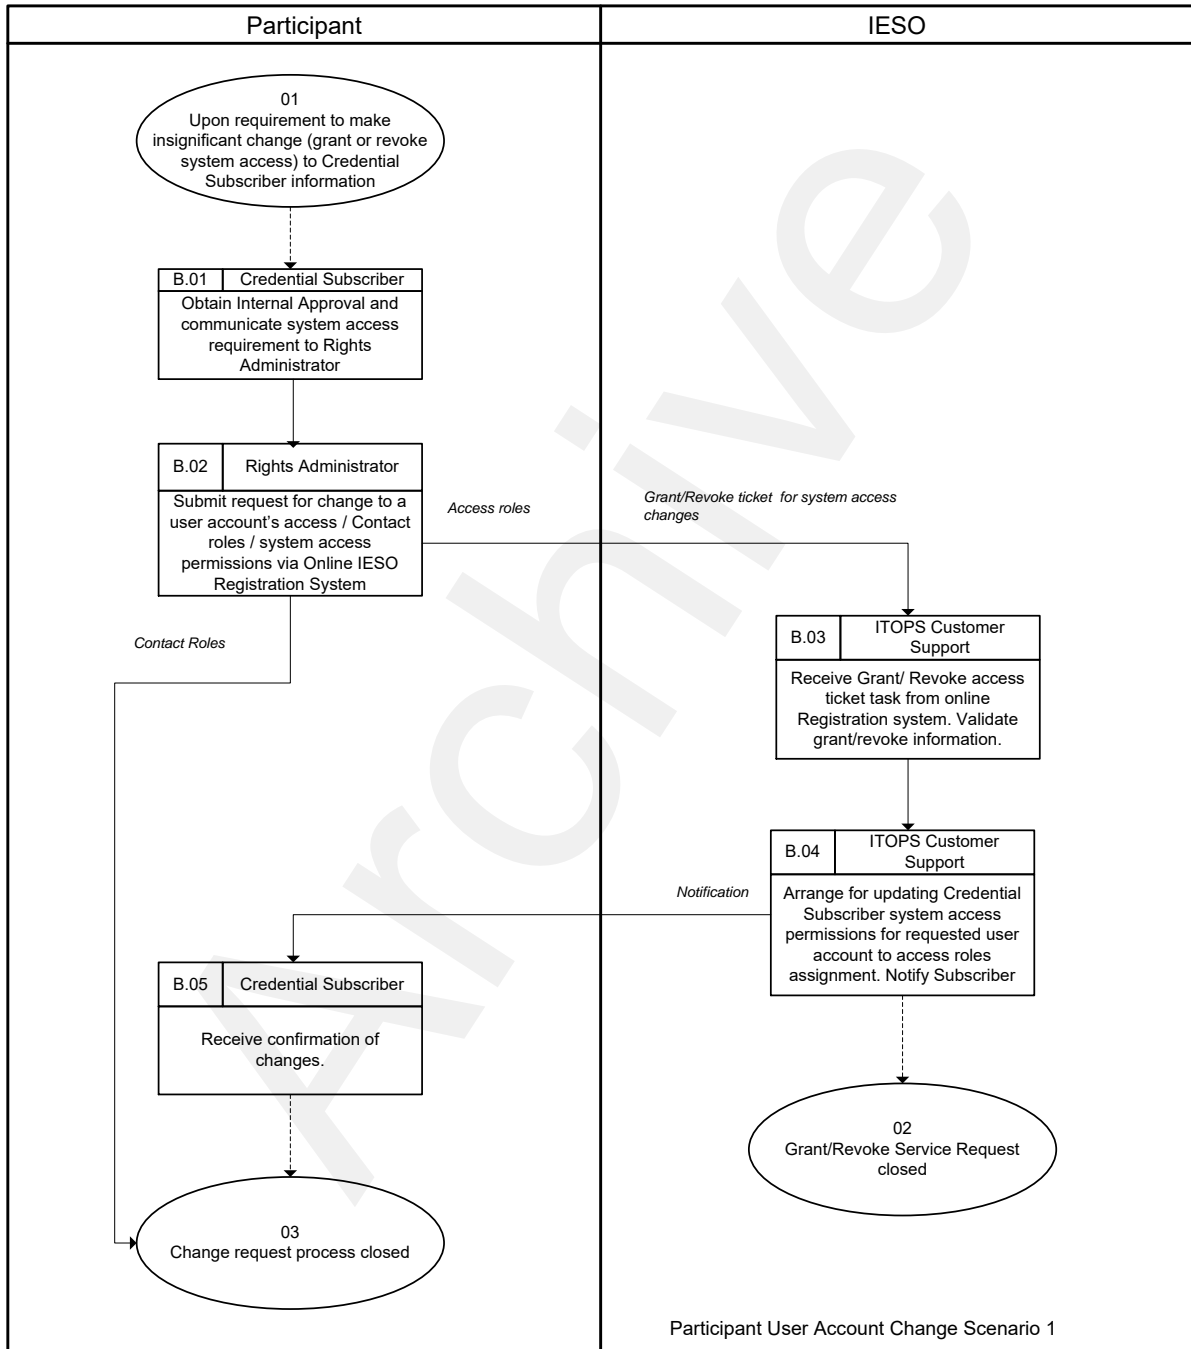 Participant
IESO
01
Upon requirement to make
insignificant change (grant or revoke
system access) to Credential
Subscriber information
B.01
Credential Subscriber
Obtain Internal Approval and
communicate system access
requirement to Rights
Administrator
B.02
Rights Administrator
Submit request for change to a
user account's access / Contact
roles / system access
permissions via Online IESO
Registration System
Access roles
Grant/Revoke ticket for system access
changes
Contact Roles
B.03
ITOPS Customer
Support
Receive Grant/ Revoke access
ticket task from online
Registration system. Validate
grant/revoke information.
B.04
ITOPS Customer
Support
Arrange for updating Credential
Subscriber system access
permissions for requested user
account to access roles
assignment. Notify Subscriber
Notification
B.05
Credential Subscriber
Receive confirmation of
changes.
02
Grant/Revoke Service Request
closed
03
Change request process closed
Participant User Account Change Scenario 1
Archive